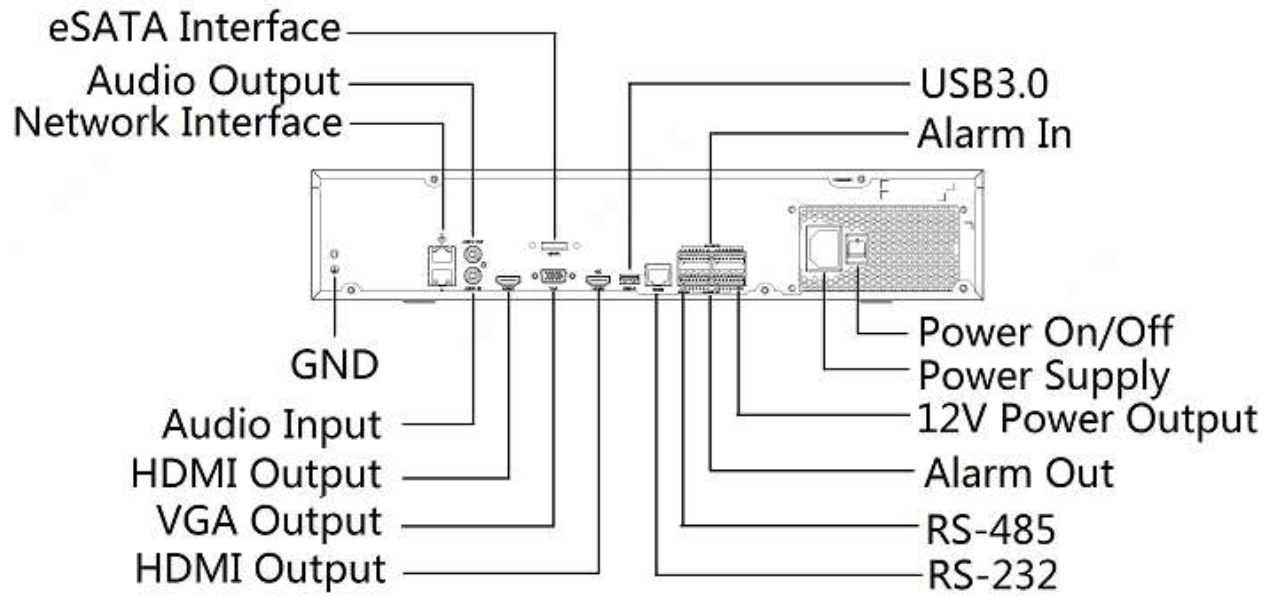 eSATA Interface
Audio Output
Network Interface
USB3.0
Alarm In
GND
Audio Input
HDMI Output
VGA Output
HDMI Output
Power On/Off
Power Supply
12V Power Output
Alarm Out
RS-485
RS-232